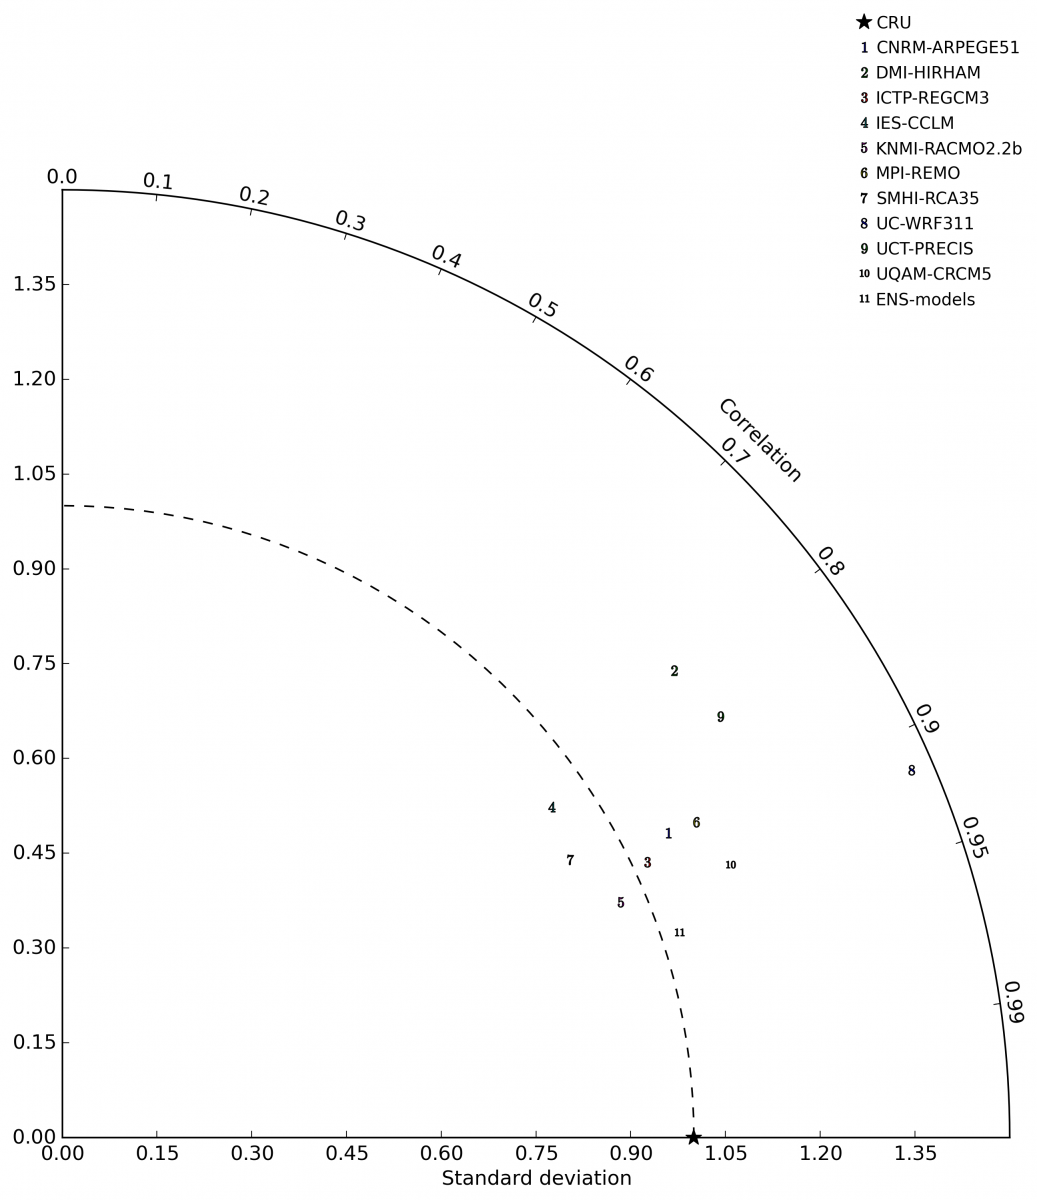 ★ CRU
1 CNRM-ARPEGE51
2 DMI-HIRHAM
3 ICTP-REGCM3
4 IES-CCLM
5 KNMI-RACMO2.2b
6 MPI-REMO
7 SMHI-RCA35
8 UC-WRF311
9 UCT-PRECIS
10 UQAM-CRCM5
11 ENS-models
0.0
0.1
0.2
0.3
0.4
0.5
0.6
Correlation
0.7
0.8
0.9
0.95
0.99
1.35
1.20
1.05
0.90
0.75
0.60
0.45
0.30
0.15
0.00
2
9
8
4
6
1
7
3
10
5
11
0.00 0.15 0.30 0.45 0.60 0.75 0.90 1.05 1.20 1.35
Standard deviation